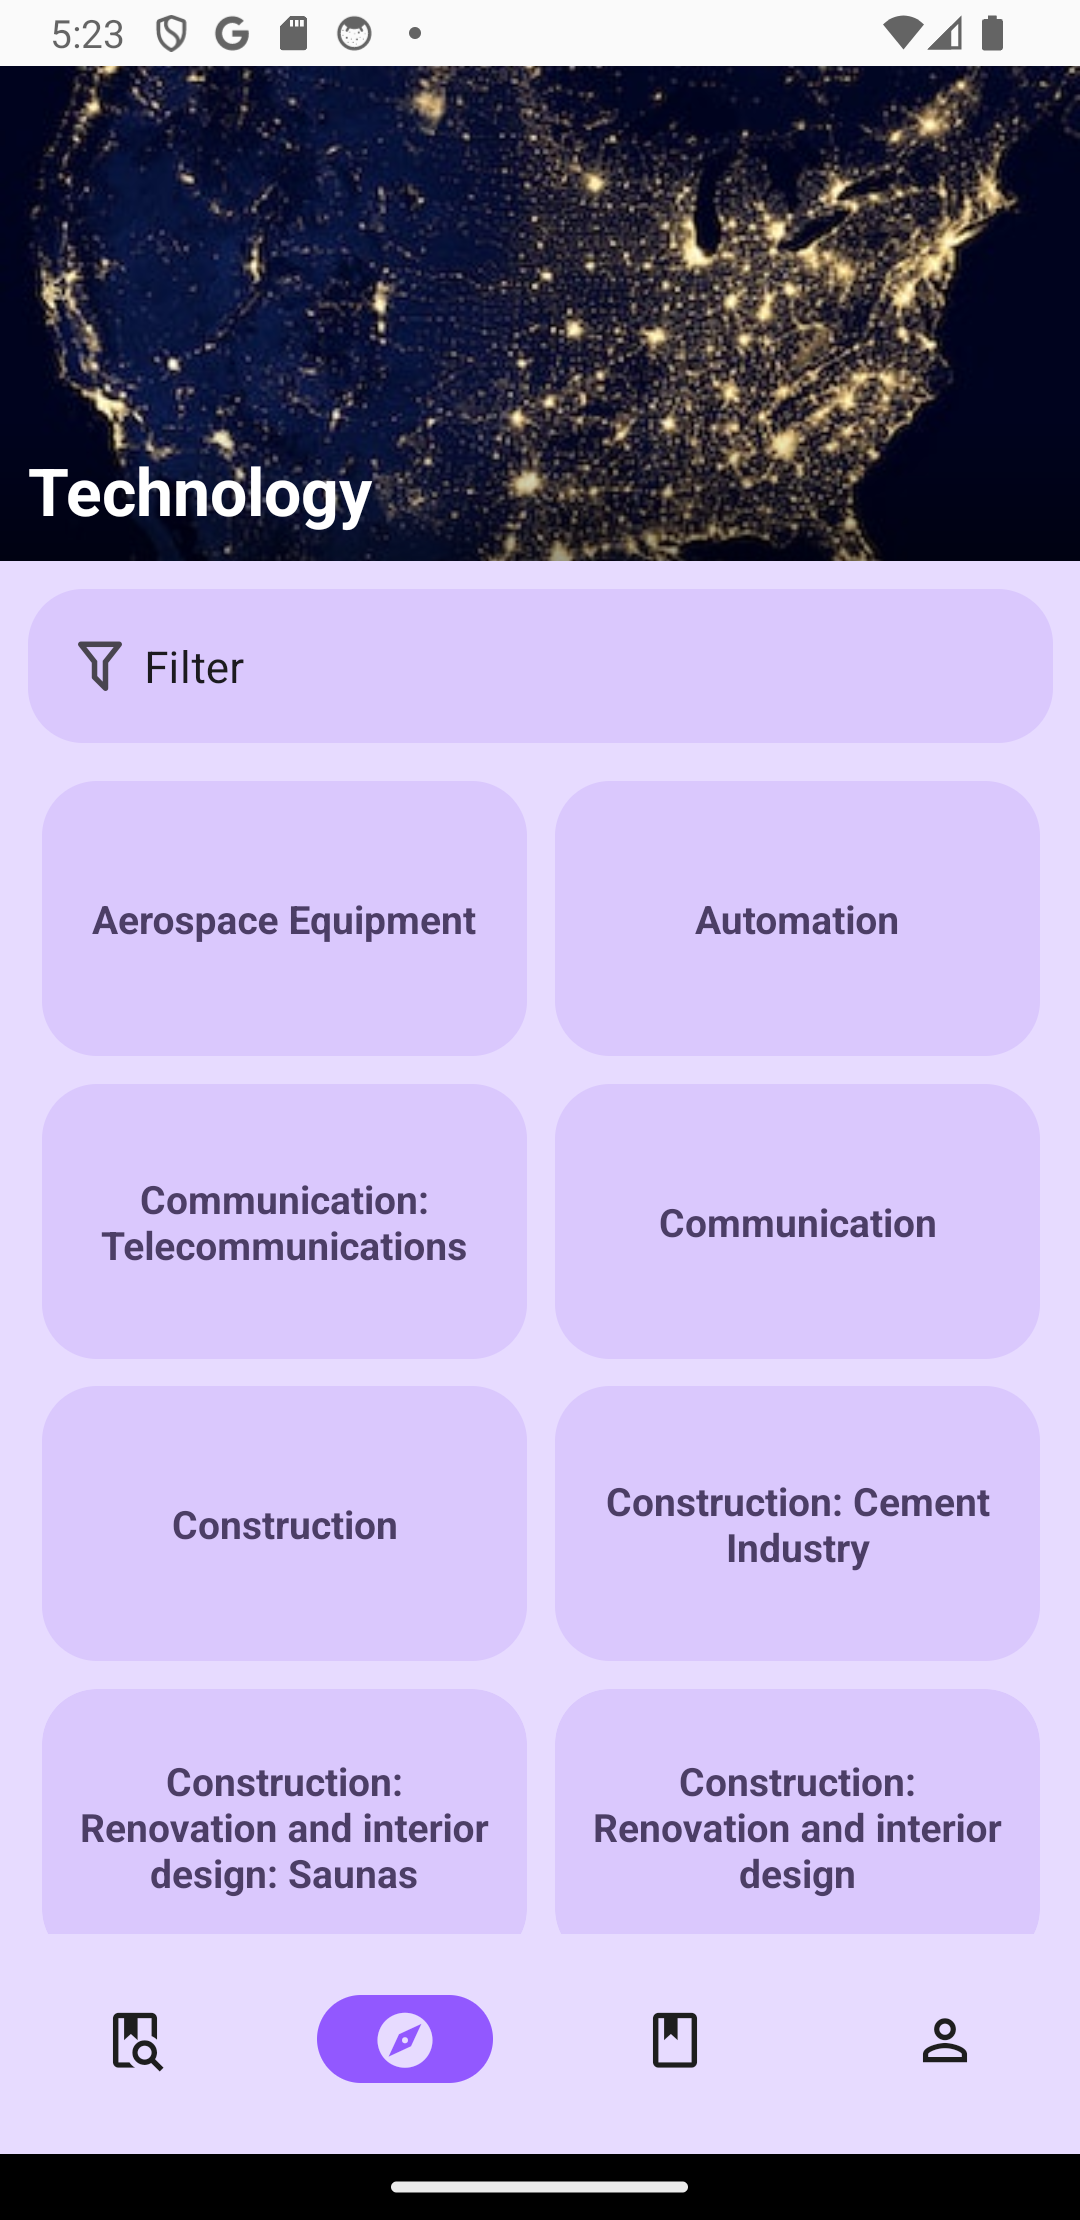 5:23
Technology
Filter
Aerospace Equipment
Automation
Communication:
Telecommunications
Communication
Construction
Construction: Cement
Industry
Construction:
Renovation and interior
design: Saunas
Construction:
Renovation and interior
design